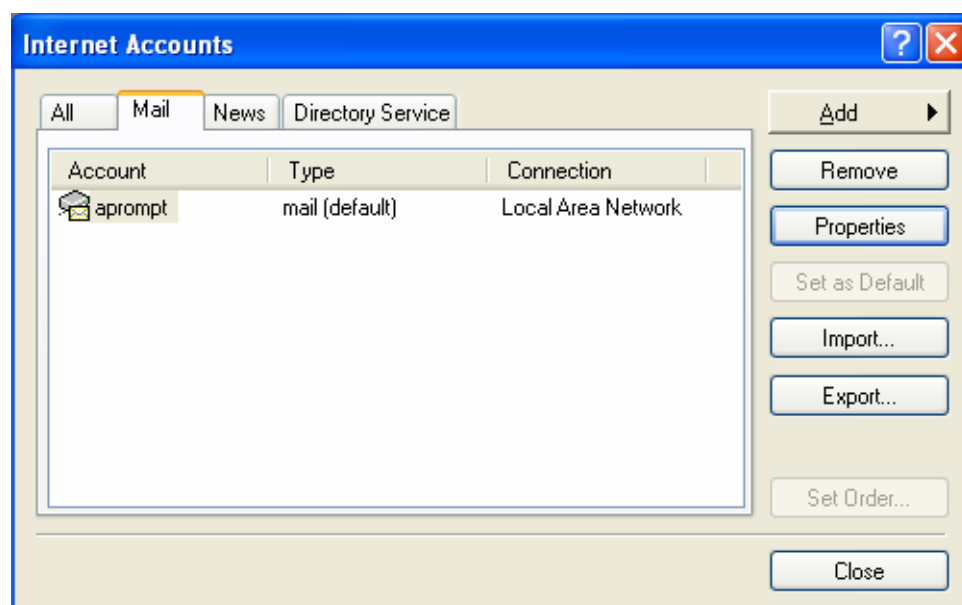 Internet Accounts
All Mail News Directory Service
Add
Account Type Connection
Remove
aprompt mail (default) Local Area Network
Properties
Set as Default
Import...
Export...
Set Order...
Close